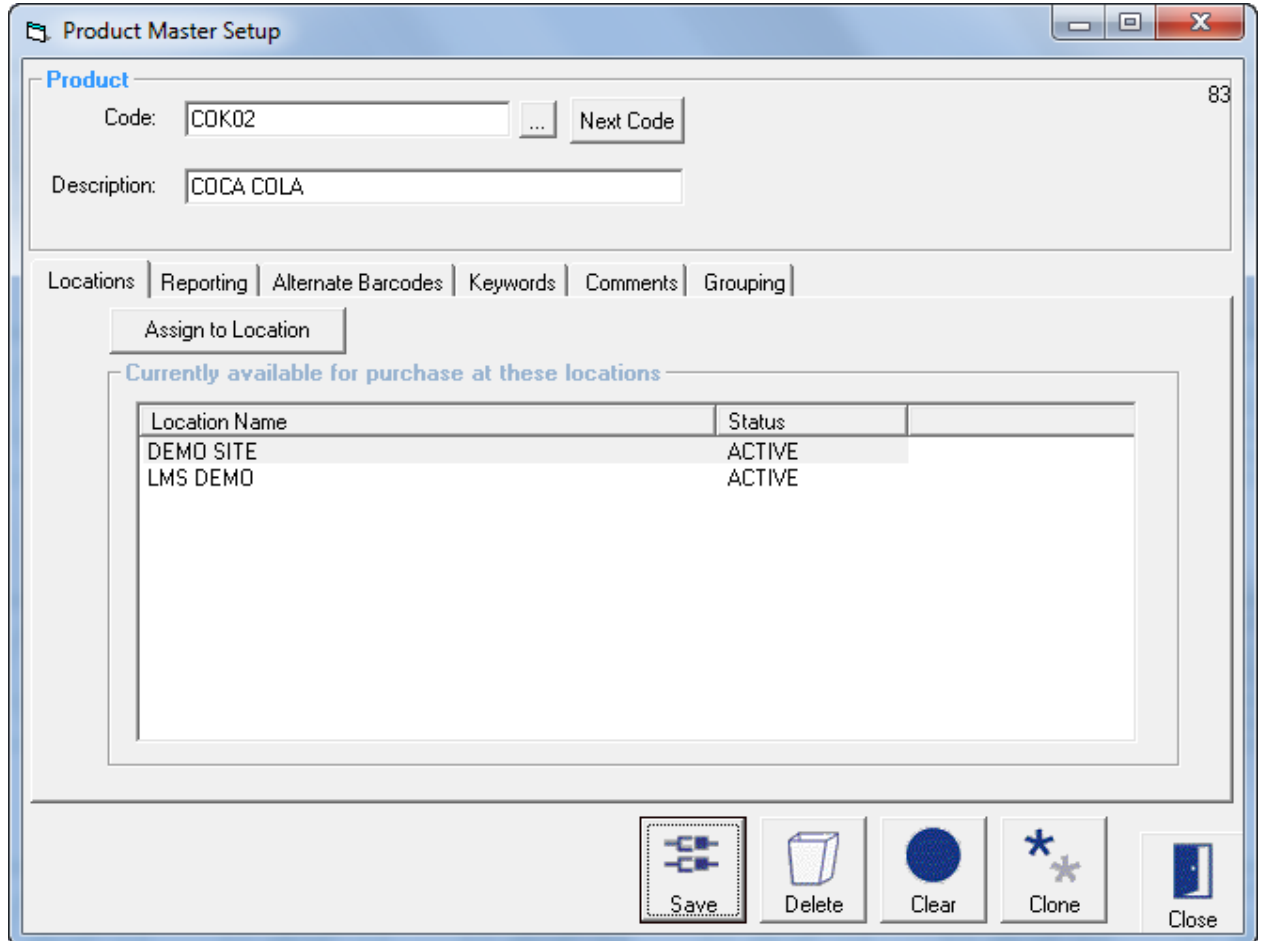 Product Master Setup
Product
83
Code: COK02 ... Next Code
Description: COCA COLA
Locations Reporting Alternate Barcodes Keywords Comments Grouping
Assign to Location
Currently available for purchase at these locations
Location Name Status
DEMO SITE ACTIVE
LMS DEMO ACTIVE
Save Delete Clear Clone Close